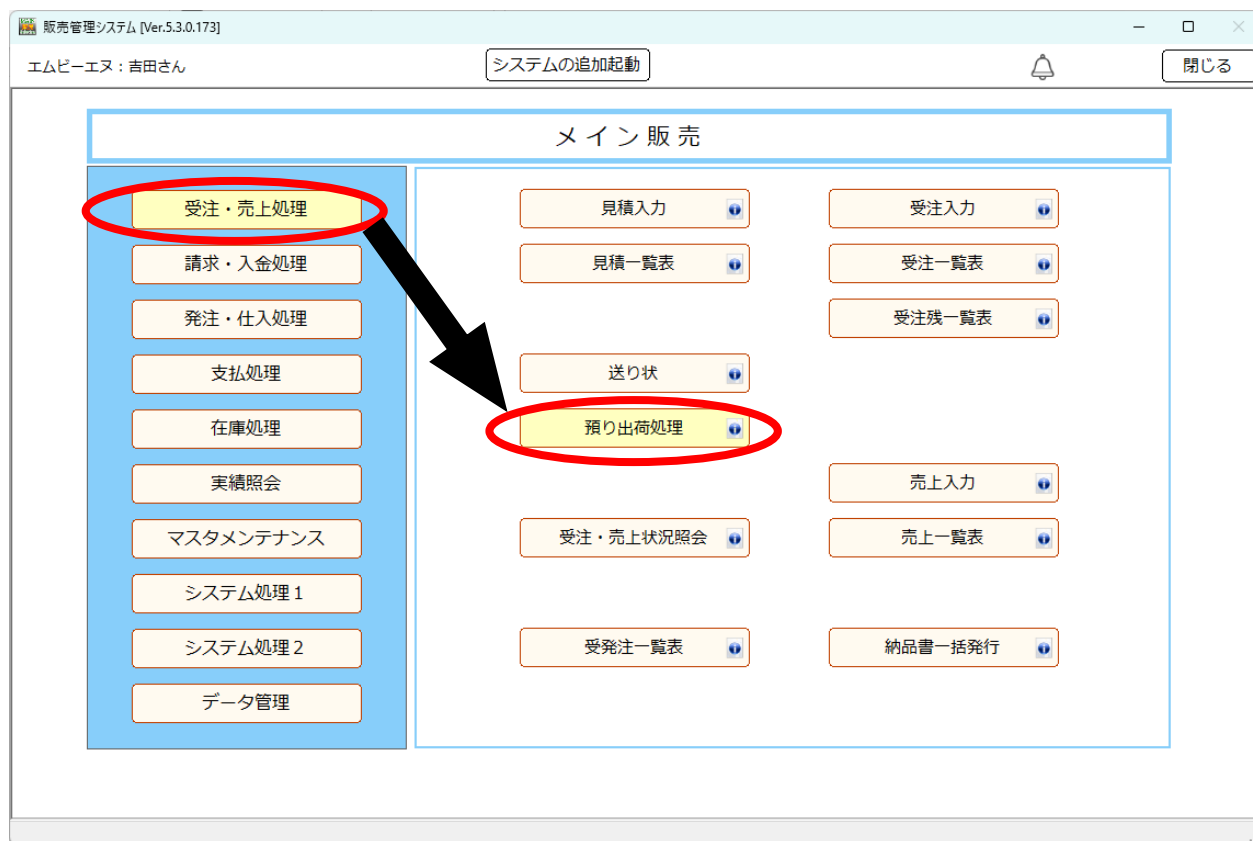 販売管理システム [Ver.5.3.0.173]
エムビーエヌ：吉田さん
システムの追加起動
閉じる
メイン販売
受注・売上処理
請求・入金処理
発注・仕入処理
支払処理
在庫処理
実績照会
マスタメンテナンス
システム処理１
システム処理２
データ管理
見積入力
受注入力
見積一覧表
受注一覧表
受注残一覧表
送り状
預り出荷処理
売上入力
受注・売上状況照会
売上一覧表
受発注一覧表
納品書一括発行